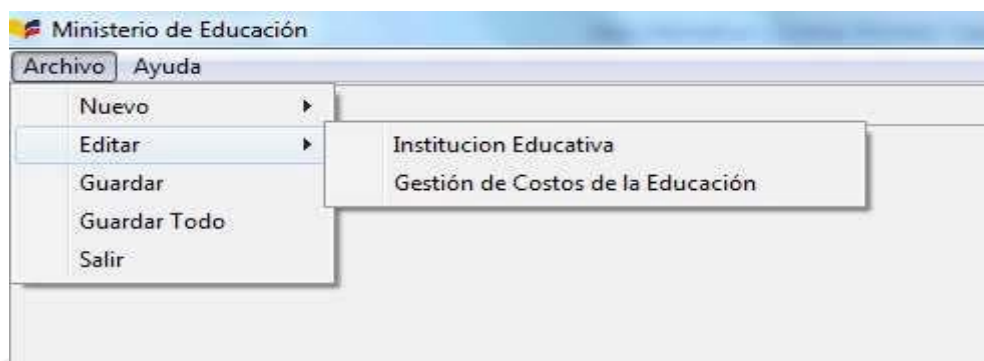 Ministerio de Educación
Archivo Ayuda
Nuevo
Editar
Institucion Educativa
Guardar
Gestión de Costos de la Educación
Guardar Todo
Salir